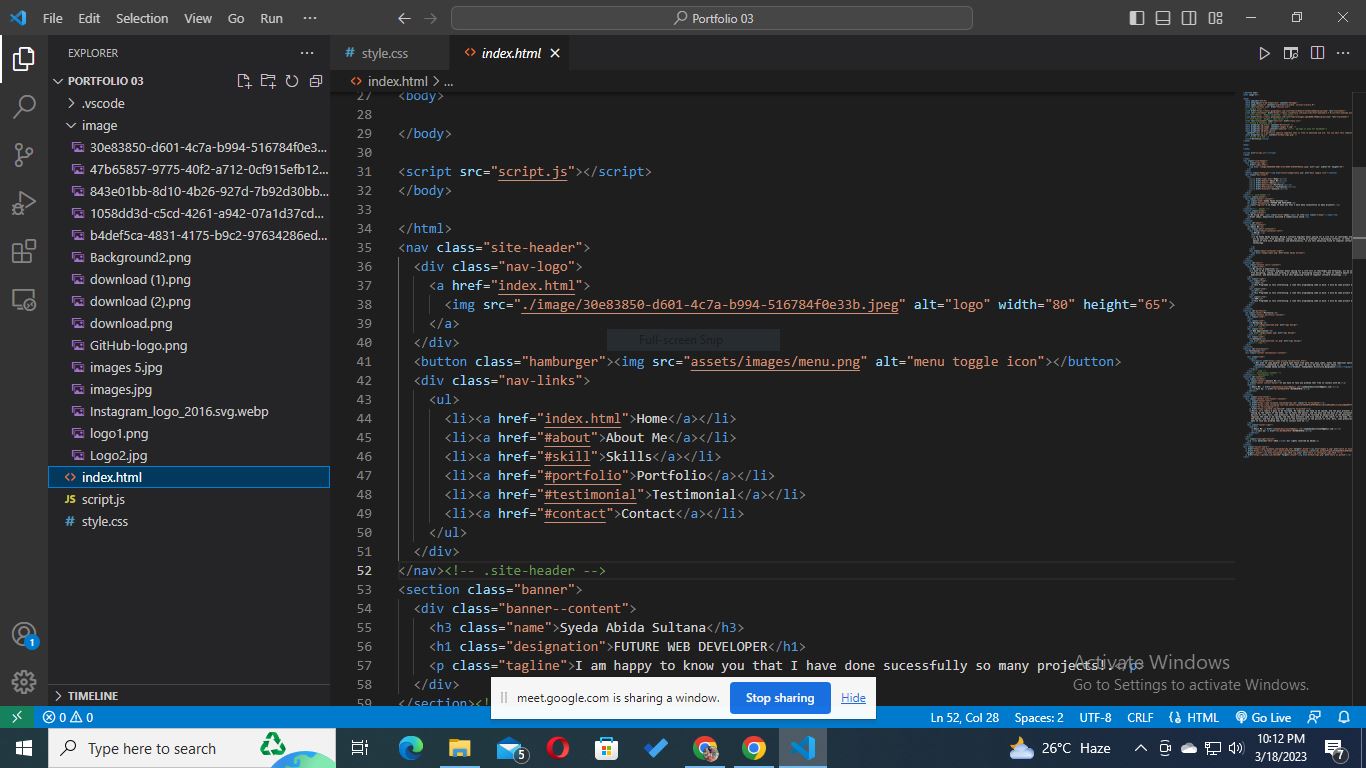 File Edit Selection View Go Run ··· Portfolio 03
EXPLORER ···
style.css index.html
PORTFOLIO 03
index.html > ...
.vscode
image
30e83850-d601-4c7a-b994-516784f0e3...
47b65857-9775-40f2-a712-0cf915efb12...
843e01bb-8d10-4b26-927d-7b92d30bb...
1058dd3d-c5cd-4261-a942-07a1d37cd...
b4def5ca-4831-4175-b9c2-97634286ed...
Background2.png
download (1).png
download (2).png
download.png
GitHub-logo.png
images 5.jpg
images.jpg
Instagram_logo_2016.svg.webp
logo1.png
Logo2.jpg
index.html
script.js
style.css
TIMELINE
27 <body>
28
29 </body>
30
31 <script src="script.js"></script>
32 </body>
33
34 </html>
35 <nav class="site-header">
36 <div class="nav-logo">
37 <a href="index.html">
38 <img src="./image/30e83850-d601-4c7a-b994-516784f0e33b.jpeg" alt="logo" width="80" height="65">
39 </a>
Full-screen Snip
40 </div>
41 <button class="hamburger"><img src="assets/images/menu.png" alt="menu toggle icon"></button>
42 <div class="nav-links">
43 <ul>
44 <li><a href="index.html">Home</a></li>
45 <li><a href="#about">About Me</a></li>
46 <li><a href="#skill">Skills</a></li>
47 <li><a href="#portfolio">Portfolio</a></li>
48 <li><a href="#testimonial">Testimonial</a></li>
49 <li><a href="#contact">Contact</a></li>
50 </ul>
51 </div>
52 </nav><!-- .site-header -->
53 <section class="banner">
54 <div class="banner--content">
55 <h3 class="name">Syeda Abida Sultana</h3>
56 <h1 class="designation">FUTURE WEB DEVELOPER</h1>
57 <p class="tagline">I am happy to know you that I have done sucessfully so many projects!.</p>
58 </div>
59 </section><!
Activate Windows
Go to Settings to activate Windows.
meet.google.com is sharing a window. Stop sharing Hide
1
0 0 Ln 52, Col 28 Spaces: 2 UTF-8 CRLF HTML Go Live
Type here to search 5 26°C Haze 10:12 PM
3/18/2023 7